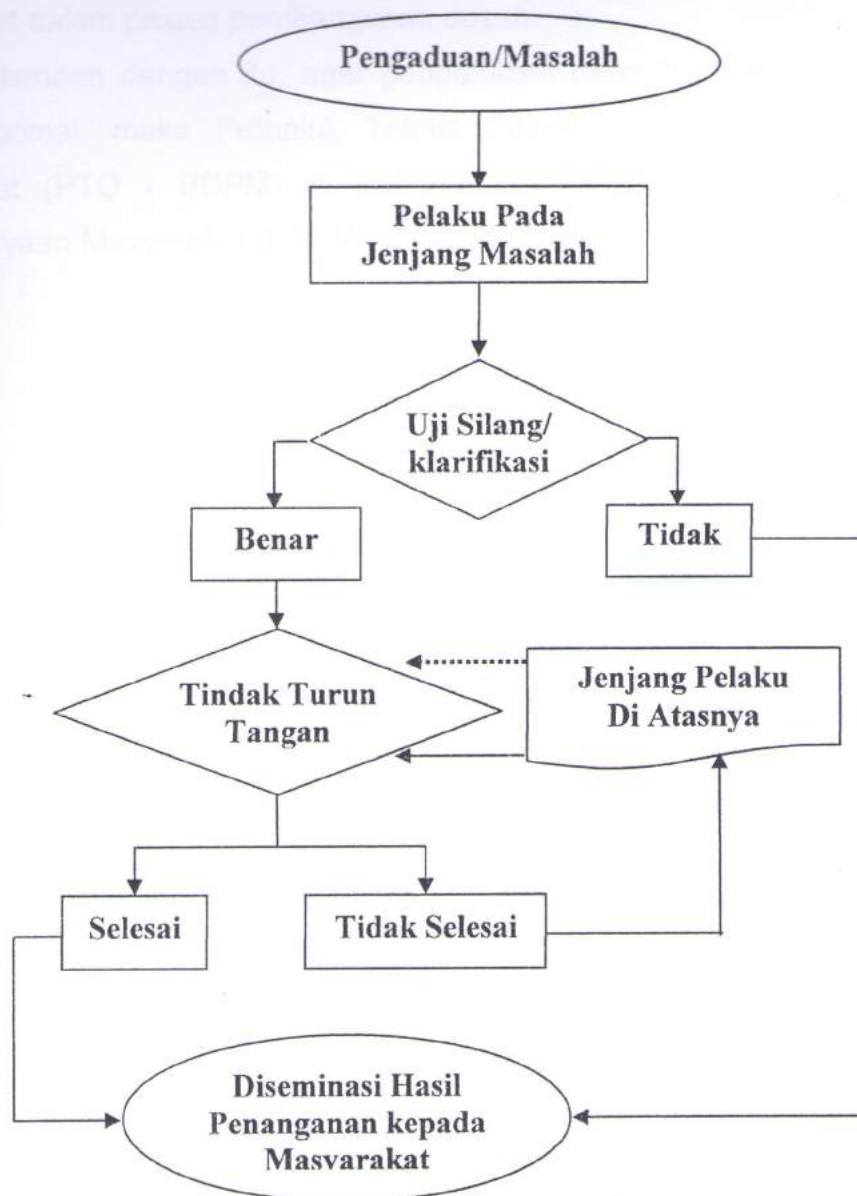 Pengaduan/Masalah
Pelaku Pada
Jenjang Masalah
Uji Silang/
klarifikasi
Benar
Tidak
Tindak Turun
Tangan
Jenjang Pelaku
Di Atasnya
Selesai
Tidak Selesai
Diseminasi Hasil
Penanganan kepada
Masyarakat